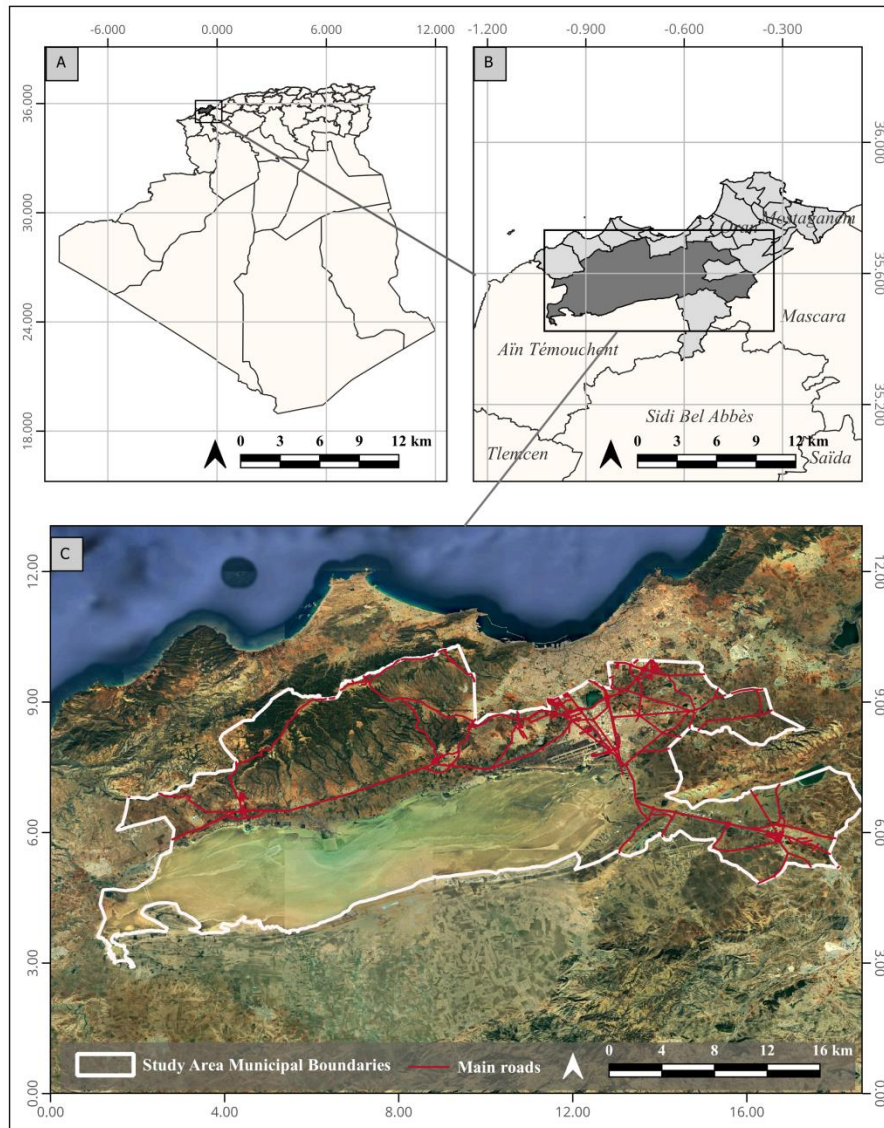 -6.000 0.000 6.000 12.000
-1.200 -0.900 -0.600 -0.300
A
B
36.000
30.000
24.000
18.000
36.000
35.600
35.200
Mostaganem
Oran
Mascara
Aïn Témouchent
Sidi Bel Abbès
Tlemcen
Saïda
0 3 6 9 12 km
0 3 6 9 12 km
C
12.00
9.00
6.00
3.00
0.00
12.00
9.00
6.00
3.00
0.00
Study Area Municipal Boundaries Main roads
0 4 8 12 16 km
0.00 4.00 8.00 12.00 16.00